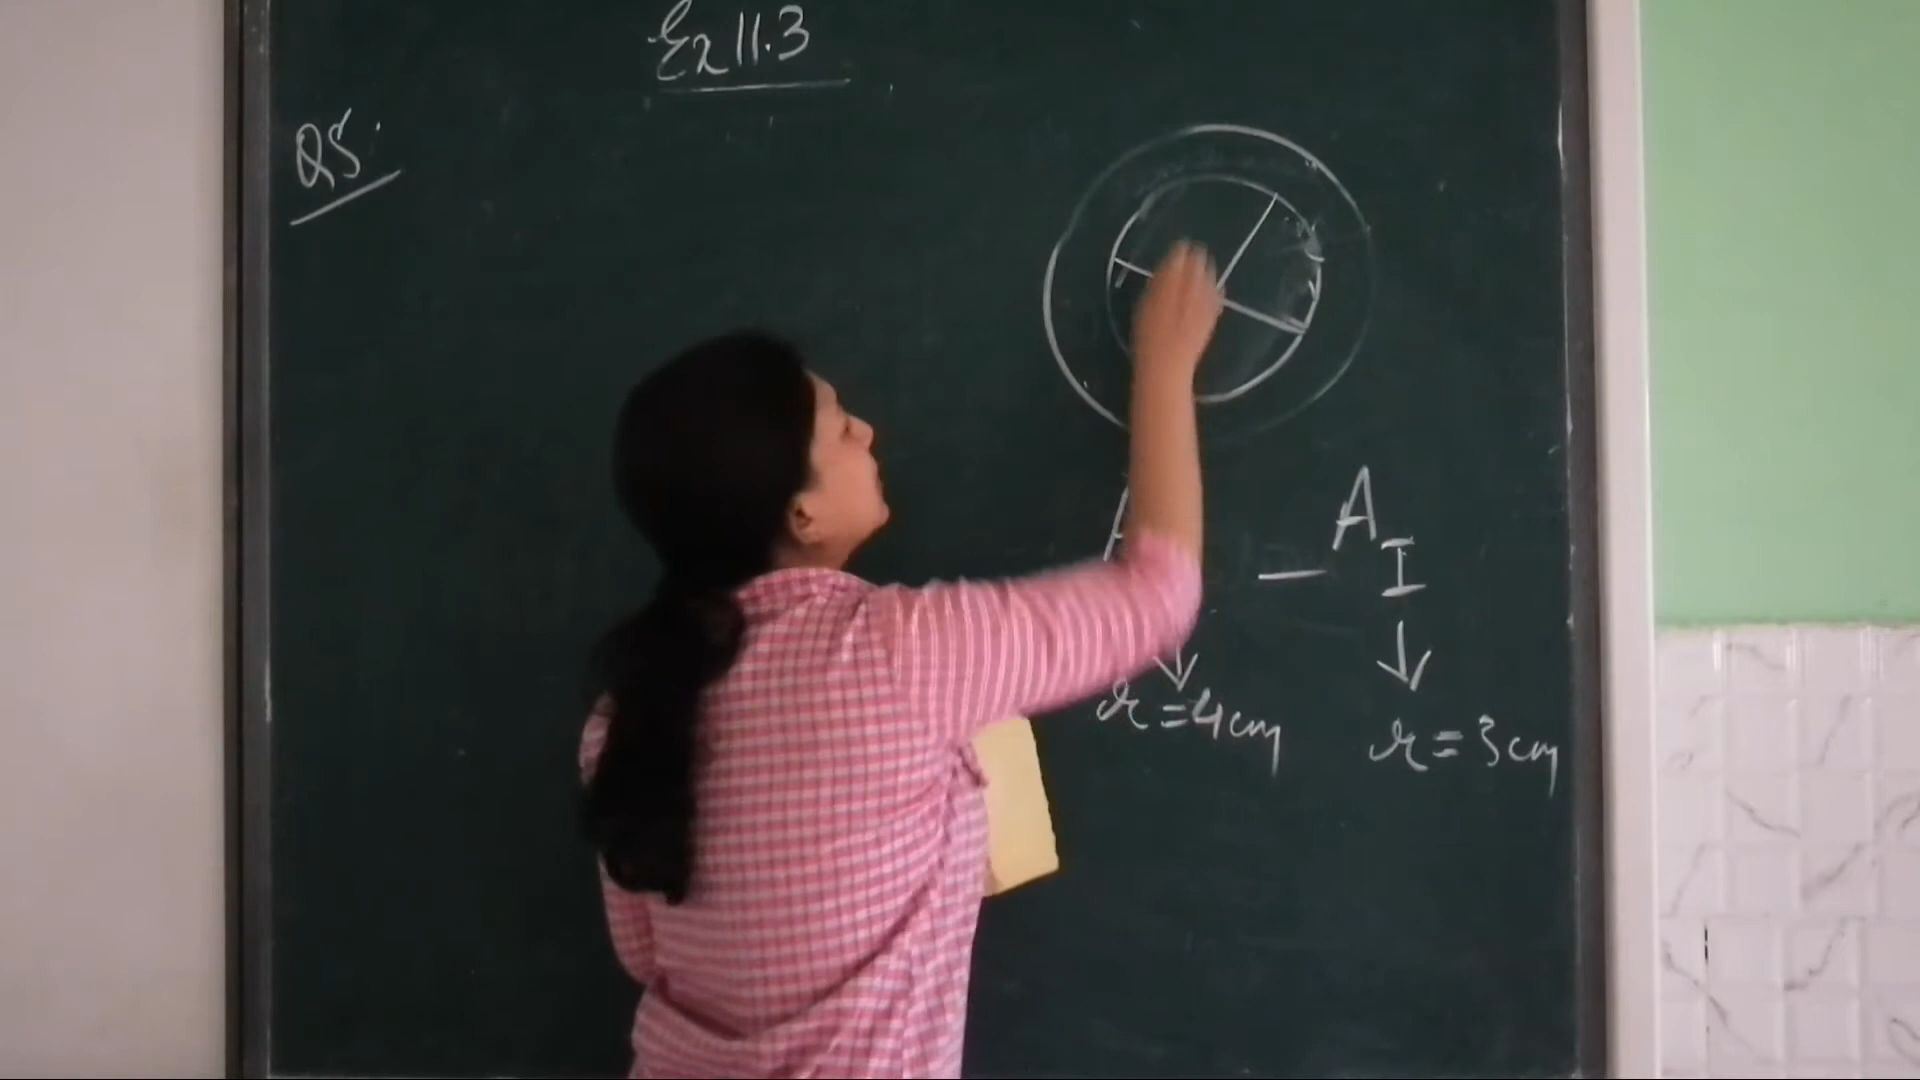 Ex 11.3
Q5.
A - A I
↓ ↓
r=4cm r=3cm